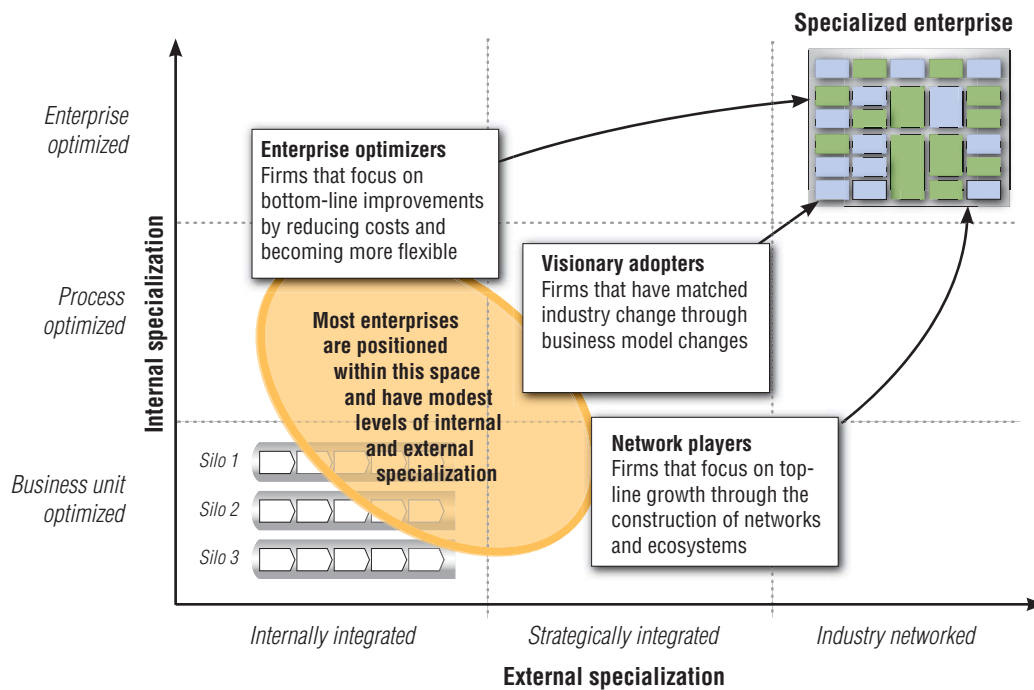 Specialized enterprise
Enterprise
optimized
Enterprise optimizers
Firms that focus on
bottom-line improvements
by reducing costs and
becoming more flexible
Visionary adopters
Firms that have matched
industry change through
business model changes
Process
optimized
Internal specialization
Most enterprises
are positioned
within this space
and have modest
levels of internal
and external
specialization
Network players
Firms that focus on top-
line growth through the
construction of networks
and ecosystems
Business unit
optimized
Silo 1
Silo 2
Silo 3
Internally integrated
Strategically integrated
Industry networked
External specialization